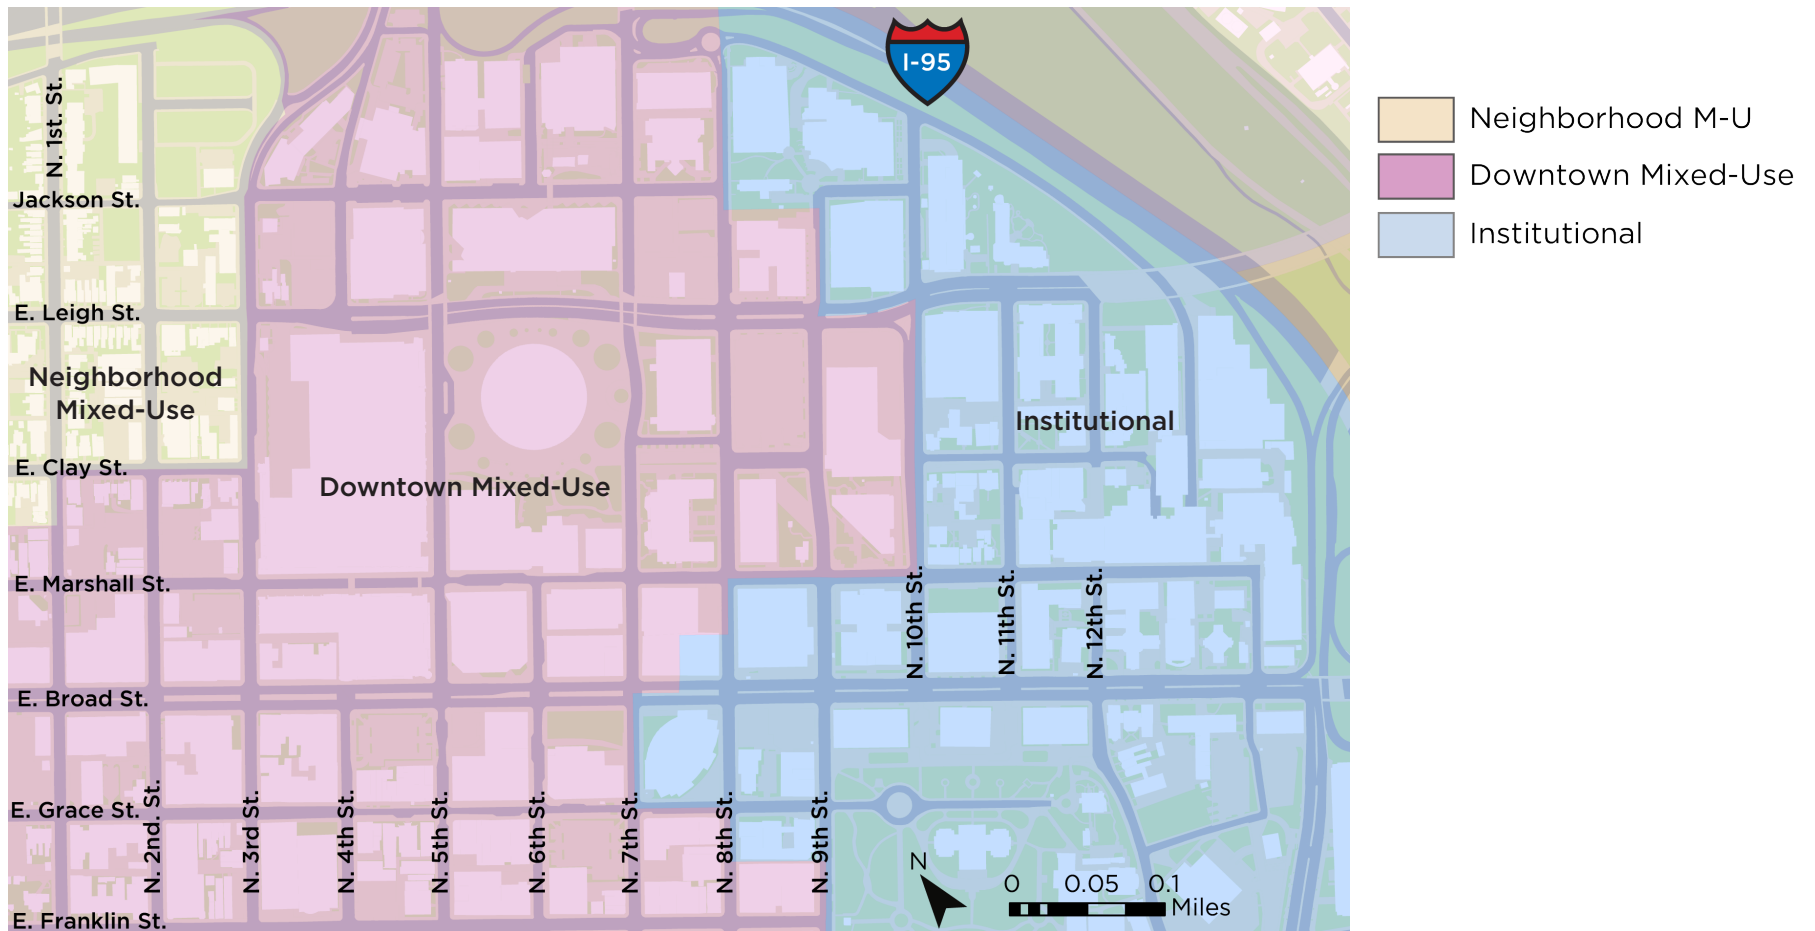 I-95
Neighborhood M-U
Downtown Mixed-Use
Institutional
N. 1st. St.
Jackson St.
E. Leigh St.
Neighborhood
Mixed-Use
Institutional
E. Clay St.
Downtown Mixed-Use
E. Marshall St.
N. 10th St.
N. 11th St.
N. 12th St.
E. Broad St.
E. Grace St.
N. 2nd. St.
N. 3rd St.
N. 4th St.
N. 5th St.
N. 6th St.
N. 7th St.
N. 8th St.
N. 9th St.
N
0 0.05 0.1
Miles
E. Franklin St.